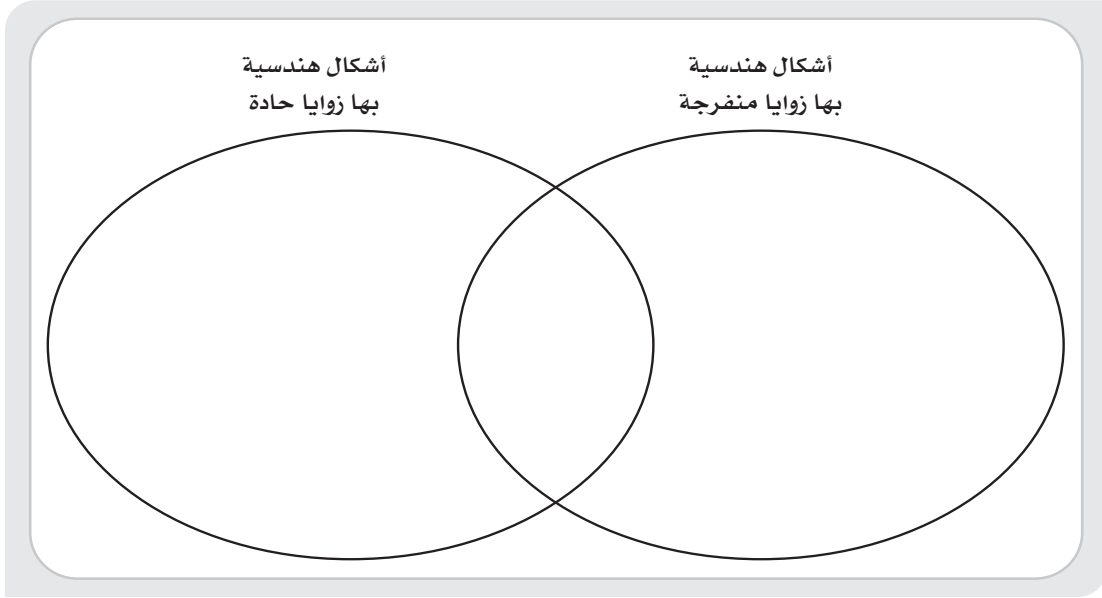 أشكال هندسية
بها زوايا منفرجة
أشكال هندسية
بها زوايا حادة